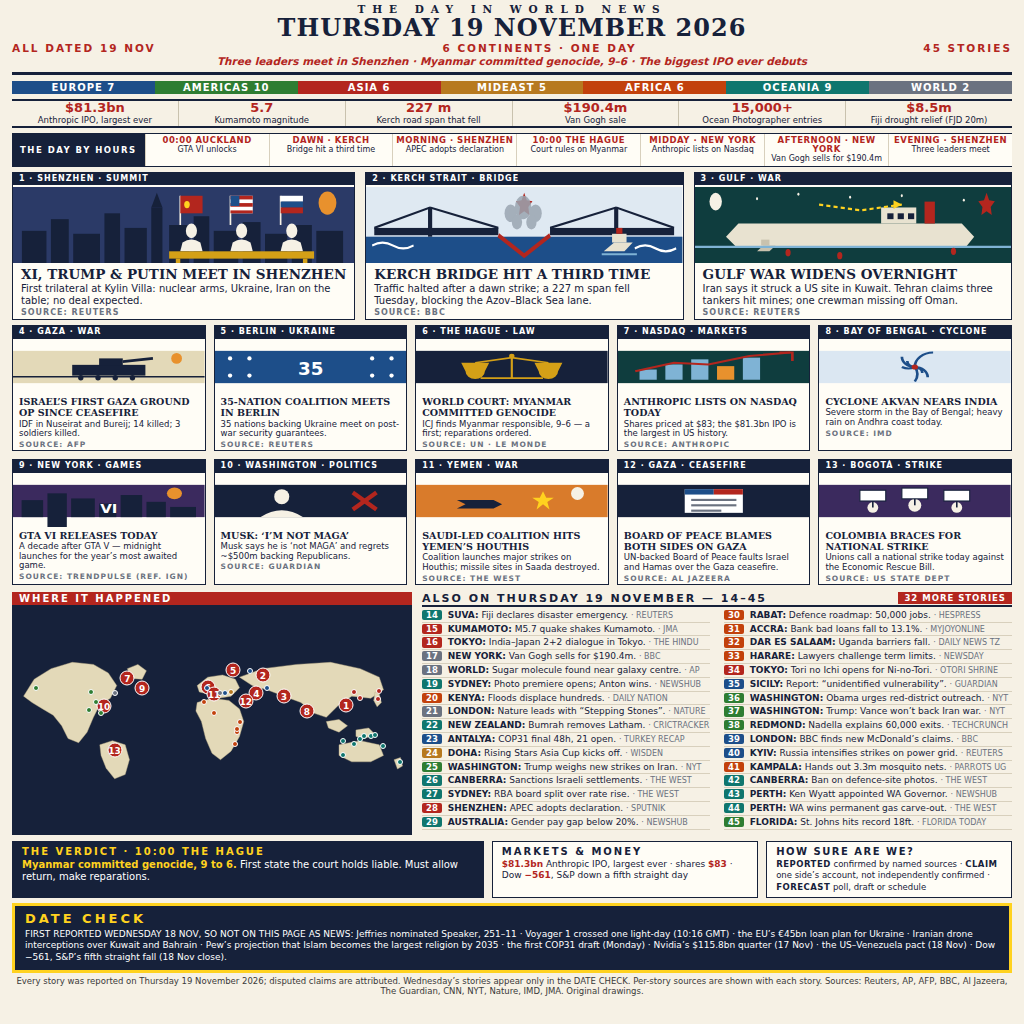 THE DAY IN WORLD NEWS
THURSDAY 19 NOVEMBER 2026
ALL DATED 19 NOV
6 CONTINENTS · ONE DAY
45 STORIES
Three leaders meet in Shenzhen · Myanmar committed genocide, 9–6 · The biggest IPO ever debuts
EUROPE 7
AMERICAS 10
ASIA 6
MIDEAST 5
AFRICA 6
OCEANIA 9
WORLD 2
$81.3bn
Anthropic IPO, largest ever
5.7
Kumamoto magnitude
227 m
Kerch road span that fell
$190.4m
Van Gogh sale
15,000+
Ocean Photographer entries
$8.5m
Fiji drought relief (FJD 20m)
THE DAY BY HOURS
00:00 AUCKLAND
GTA VI unlocks
DAWN · KERCH
Bridge hit a third time
MORNING · SHENZHEN
APEC adopts declaration
10:00 THE HAGUE
Court rules on Myanmar
MIDDAY · NEW YORK
Anthropic lists on Nasdaq
AFTERNOON · NEW
YORK
Van Gogh sells for $190.4m
EVENING · SHENZHEN
Three leaders meet
1 · SHENZHEN · SUMMIT
XI, TRUMP & PUTIN MEET IN SHENZHEN
First trilateral at Kylin Villa: nuclear arms, Ukraine, Iran on the
table; no deal expected.
SOURCE: REUTERS
2 · KERCH STRAIT · BRIDGE
KERCH BRIDGE HIT A THIRD TIME
Traffic halted after a dawn strike; a 227 m span fell
Tuesday, blocking the Azov–Black Sea lane.
SOURCE: BBC
3 · GULF · WAR
GULF WAR WIDENS OVERNIGHT
Iran says it struck a US site in Kuwait. Tehran claims three
tankers hit mines; one crewman missing off Oman.
SOURCE: REUTERS
4 · GAZA · WAR
ISRAEL’S FIRST GAZA GROUND
OP SINCE CEASEFIRE
IDF in Nuseirat and Bureij; 14 killed; 3
soldiers killed.
SOURCE: AFP
5 · BERLIN · UKRAINE
35
35-NATION COALITION MEETS
IN BERLIN
35 nations backing Ukraine meet on post-
war security guarantees.
SOURCE: REUTERS
6 · THE HAGUE · LAW
WORLD COURT: MYANMAR
COMMITTED GENOCIDE
ICJ finds Myanmar responsible, 9–6 — a
first; reparations ordered.
SOURCE: UN · LE MONDE
7 · NASDAQ · MARKETS
ANTHROPIC LISTS ON NASDAQ
TODAY
Shares priced at $83; the $81.3bn IPO is
the largest in US history.
SOURCE: ANTHROPIC
8 · BAY OF BENGAL · CYCLONE
CYCLONE AKVAN NEARS INDIA
Severe storm in the Bay of Bengal; heavy
rain on Andhra coast today.
SOURCE: IMD
9 · NEW YORK · GAMES
VI
GTA VI RELEASES TODAY
A decade after GTA V — midnight
launches for the year’s most awaited
game.
SOURCE: TRENDPULSE (REF. IGN)
10 · WASHINGTON · POLITICS
MUSK: ‘I’M NOT MAGA’
Musk says he is ‘not MAGA’ and regrets
~$500m backing Republicans.
SOURCE: GUARDIAN
11 · YEMEN · WAR
SAUDI-LED COALITION HITS
YEMEN’S HOUTHIS
Coalition launches major strikes on
Houthis; missile sites in Saada destroyed.
SOURCE: THE WEST
12 · GAZA · CEASEFIRE
BOARD OF PEACE BLAMES
BOTH SIDES ON GAZA
UN-backed Board of Peace faults Israel
and Hamas over the Gaza ceasefire.
SOURCE: AL JAZEERA
13 · BOGOTÁ · STRIKE
COLOMBIA BRACES FOR
NATIONAL STRIKE
Unions call a national strike today against
the Economic Rescue Bill.
SOURCE: US STATE DEPT
WHERE IT HAPPENED
7
9
10
13
5
2
11
12
4
3
8
1
ALSO ON THURSDAY 19 NOVEMBER — 14–45
32 MORE STORIES
14 SUVA: Fiji declares disaster emergency. · REUTERS
15 KUMAMOTO: M5.7 quake shakes Kumamoto. · JMA
16 TOKYO: India–Japan 2+2 dialogue in Tokyo. · THE HINDU
17 NEW YORK: Van Gogh sells for $190.4m. · BBC
18 WORLD: Sugar molecule found near galaxy centre. · AP
19 SYDNEY: Photo premiere opens; Anton wins. · NEWSHUB
20 KENYA: Floods displace hundreds. · DAILY NATION
21 LONDON: Nature leads with “Stepping Stones”. · NATURE
22 NEW ZEALAND: Bumrah removes Latham. · CRICTRACKER
23 ANTALYA: COP31 final 48h, 21 open. · TURKEY RECAP
24 DOHA: Rising Stars Asia Cup kicks off. · WISDEN
25 WASHINGTON: Trump weighs new strikes on Iran. · NYT
26 CANBERRA: Sanctions Israeli settlements. · THE WEST
27 SYDNEY: RBA board split over rate rise. · THE WEST
28 SHENZHEN: APEC adopts declaration. · SPUTNIK
29 AUSTRALIA: Gender pay gap below 20%. · NEWSHUB
30 RABAT: Defence roadmap: 50,000 jobs. · HESPRESS
31 ACCRA: Bank bad loans fall to 13.1%. · MYJOYONLINE
32 DAR ES SALAAM: Uganda barriers fall. · DAILY NEWS TZ
33 HARARE: Lawyers challenge term limits. · NEWSDAY
34 TOKYO: Tori no Ichi opens for Ni-no-Tori. · OTORI SHRINE
35 SICILY: Report: “unidentified vulnerability”. · GUARDIAN
36 WASHINGTON: Obama urges red-district outreach. · NYT
37 WASHINGTON: Trump: Vance won’t back Iran war. · NYT
38 REDMOND: Nadella explains 60,000 exits. · TECHCRUNCH
39 LONDON: BBC finds new McDonald’s claims. · BBC
40 KYIV: Russia intensifies strikes on power grid. · REUTERS
41 KAMPALA: Hands out 3.3m mosquito nets. · PARROTS UG
42 CANBERRA: Ban on defence-site photos. · THE WEST
43 PERTH: Ken Wyatt appointed WA Governor. · NEWSHUB
44 PERTH: WA wins permanent gas carve-out. · THE WEST
45 FLORIDA: St. Johns hits record 18ft. · FLORIDA TODAY
THE VERDICT · 10:00 THE HAGUE
Myanmar committed genocide, 9 to 6. First state the court holds liable. Must allow
return, make reparations.
MARKETS & MONEY
$81.3bn Anthropic IPO, largest ever · shares $83 ·
Dow −561, S&P down a fifth straight day
HOW SURE ARE WE?
REPORTED confirmed by named sources · CLAIM
one side’s account, not independently confirmed ·
FORECAST poll, draft or schedule
DATE CHECK
FIRST REPORTED WEDNESDAY 18 NOV, SO NOT ON THIS PAGE AS NEWS: Jeffries nominated Speaker, 251–11 · Voyager 1 crossed one light-day (10:16 GMT) · the EU’s €45bn loan plan for Ukraine · Iranian drone
interceptions over Kuwait and Bahrain · Pew’s projection that Islam becomes the largest religion by 2035 · the first COP31 draft (Monday) · Nvidia’s $115.8bn quarter (17 Nov) · the US–Venezuela pact (18 Nov) · Dow
−561, S&P’s fifth straight fall (18 Nov close).
Every story was reported on Thursday 19 November 2026; disputed claims are attributed. Wednesday’s stories appear only in the DATE CHECK. Per-story sources are shown with each story. Sources: Reuters, AP, AFP, BBC, Al Jazeera,
The Guardian, CNN, NYT, Nature, IMD, JMA. Original drawings.